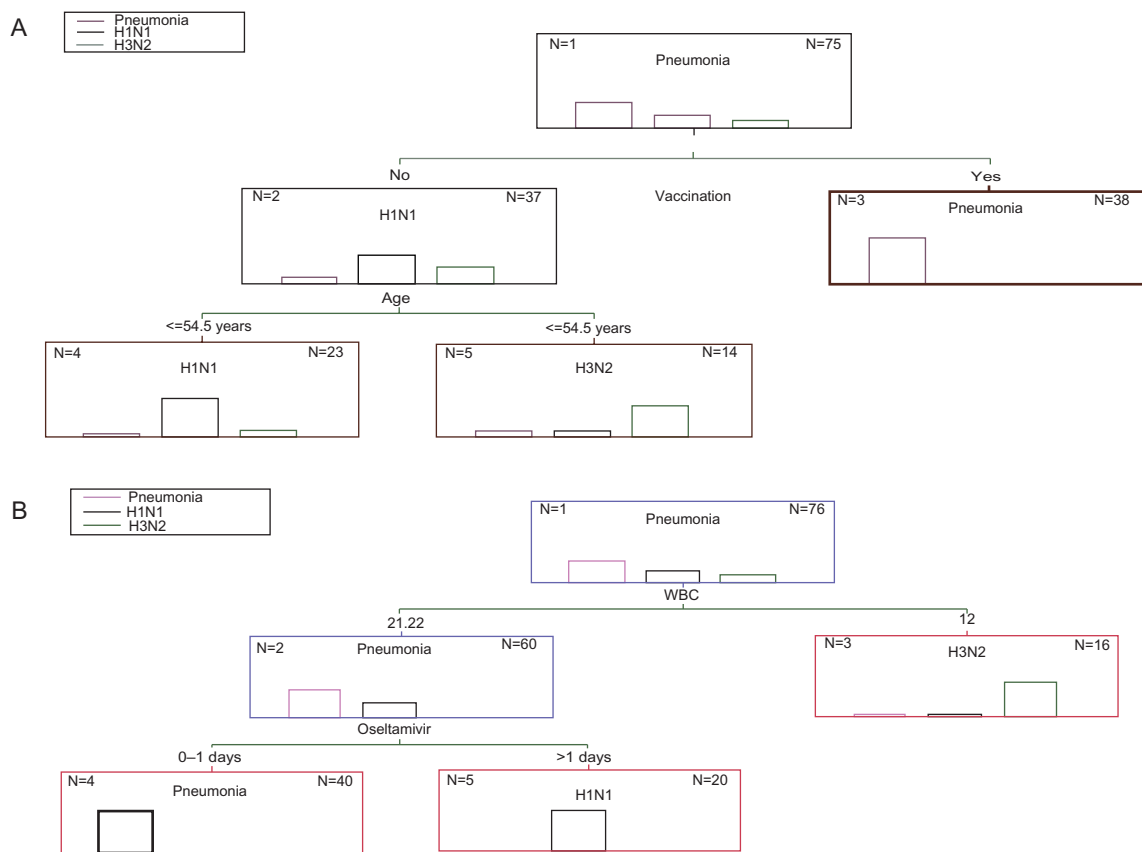 A
Pneumonia
H1N1
H3N2
N=1 N=75
Pneumonia
No Yes
Vaccination
N=2 N=37
H1N1
N=3 N=38
Pneumonia
Age
<=54.5 years <=54.5 years
N=4 N=23
H1N1
N=5 N=14
H3N2
B
Pneumonia
H1N1
H3N2
N=1 N=76
Pneumonia
WBC
21.22 12
N=2 N=60
Pneumonia
N=3 N=16
H3N2
Oseltamivir
0–1 days >1 days
N=4 N=40
Pneumonia
N=5 N=20
H1N1